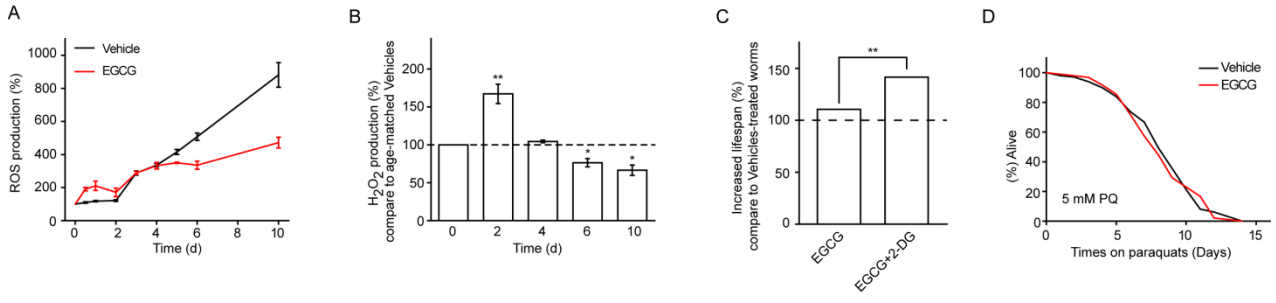 A
Vehicle
EGCG
ROS production (%)
1000
800
600
400
200
0
0
2
4
6
8
10
Time (d)
B
H2O2 production (%)
compare to age-matched Vehicles
200
150
100
50
0
**
*
*
0
2
4
6
10
Time (d)
C
Increased lifespan (%)
compare to Vehicles-treated worms
150
100
50
0
**
EGCG
EGCG+2-DG
D
Vehicle
EGCG
(%) Alive
100
80
60
40
20
0
5 mM PQ
0
5
10
15
Times on paraquats (Days)